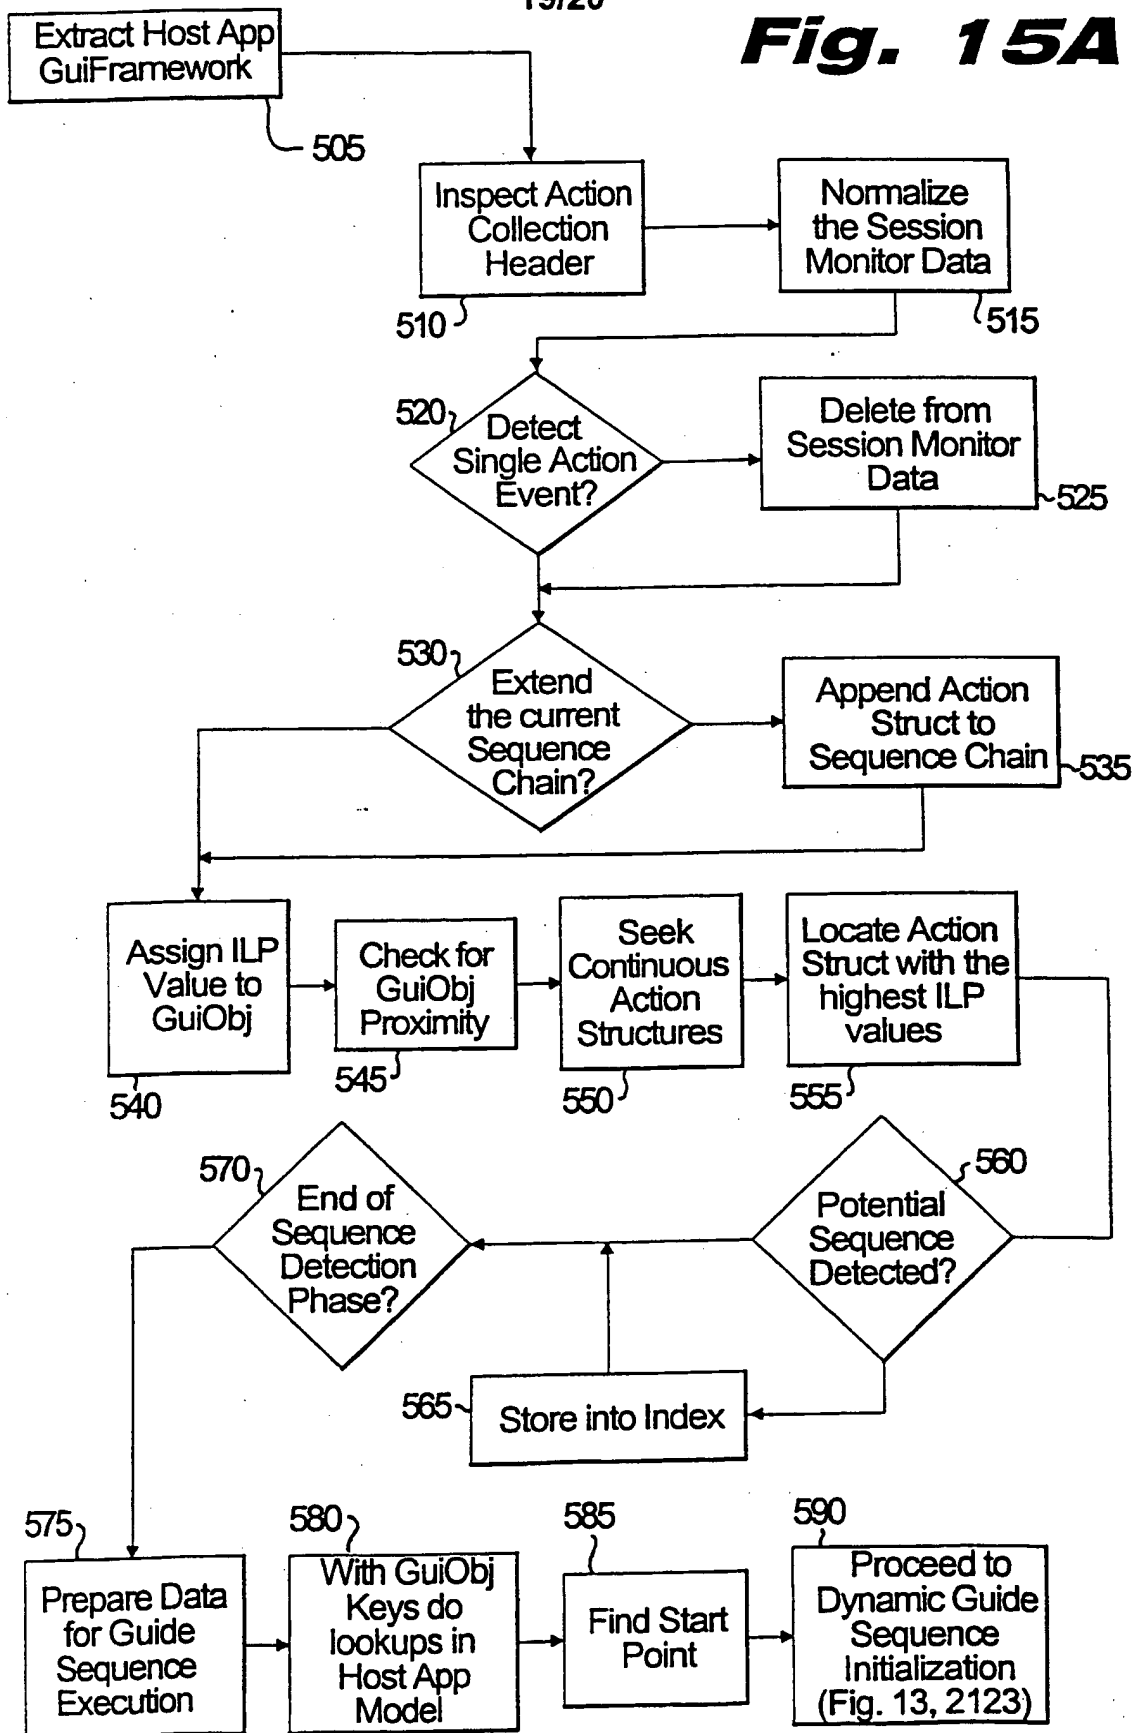 19/20
Fig. 15A
Extract Host App
GuiFramework
505
Inspect Action
Collection
Header
510
Normalize
the Session
Monitor Data
515
520
Detect
Single Action
Event?
Delete from
Session Monitor
Data
525
530
Extend
the current
Sequence
Chain?
Append Action
Struct to
Sequence Chain
535
Assign ILP
Value to
GuiObj
540
Check for
GuiObj
Proximity
545
Seek
Continuous
Action
Structures
550
Locate Action
Struct with the
highest ILP
values
555
560
Potential
Sequence
Detected?
570
End of
Sequence
Detection
Phase?
565
Store into Index
575
Prepare Data
for Guide
Sequence
Execution
580
With GuiObj
Keys do
lookups in
Host App
Model
585
Find Start
Point
590
Proceed to
Dynamic Guide
Sequence
Initialization
(Fig. 13, 2123)